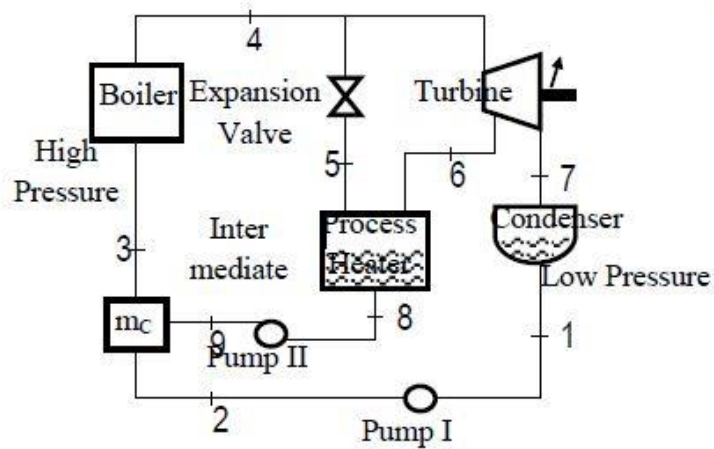 4
Boiler
Expansion
Valve
Turbine
High
Pressure
5
6
7
Process
Heater
Condenser
3
Inter
mediate
Low Pressure
m_C
9
8
1
Pump II
2
Pump I